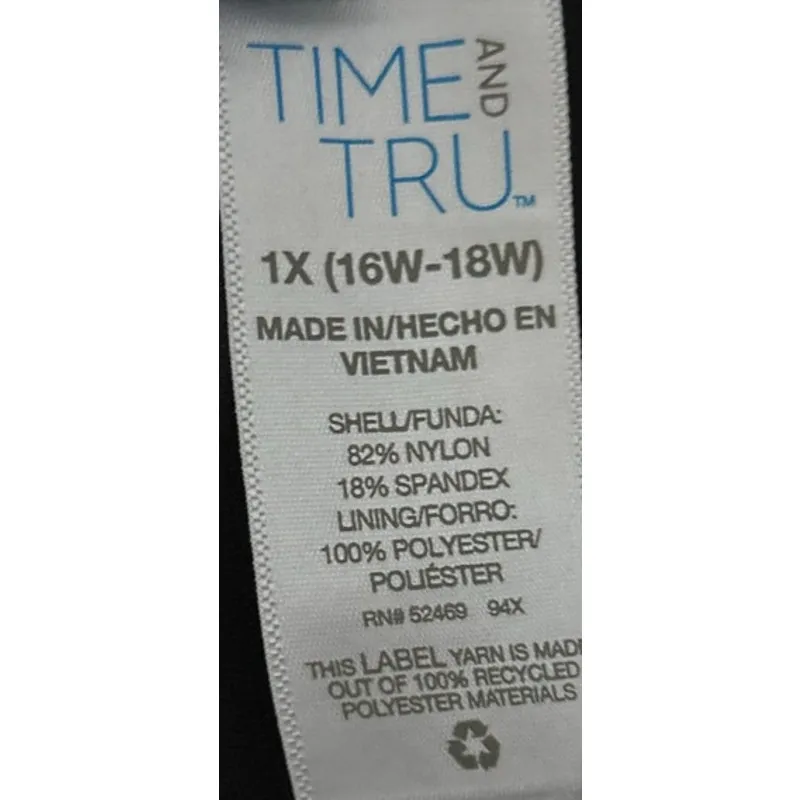 TIME AND
TRU™
1X (16W-18W)
MADE IN/HECHO EN
VIETNAM
SHELL/FUNDA:
82% NYLON
18% SPANDEX
LINING/FORRO:
100% POLYESTER/
POLIÉSTER
RN# 52469 94X
THIS LABEL YARN IS MADE
OUT OF 100% RECYCLED
POLYESTER MATERIALS